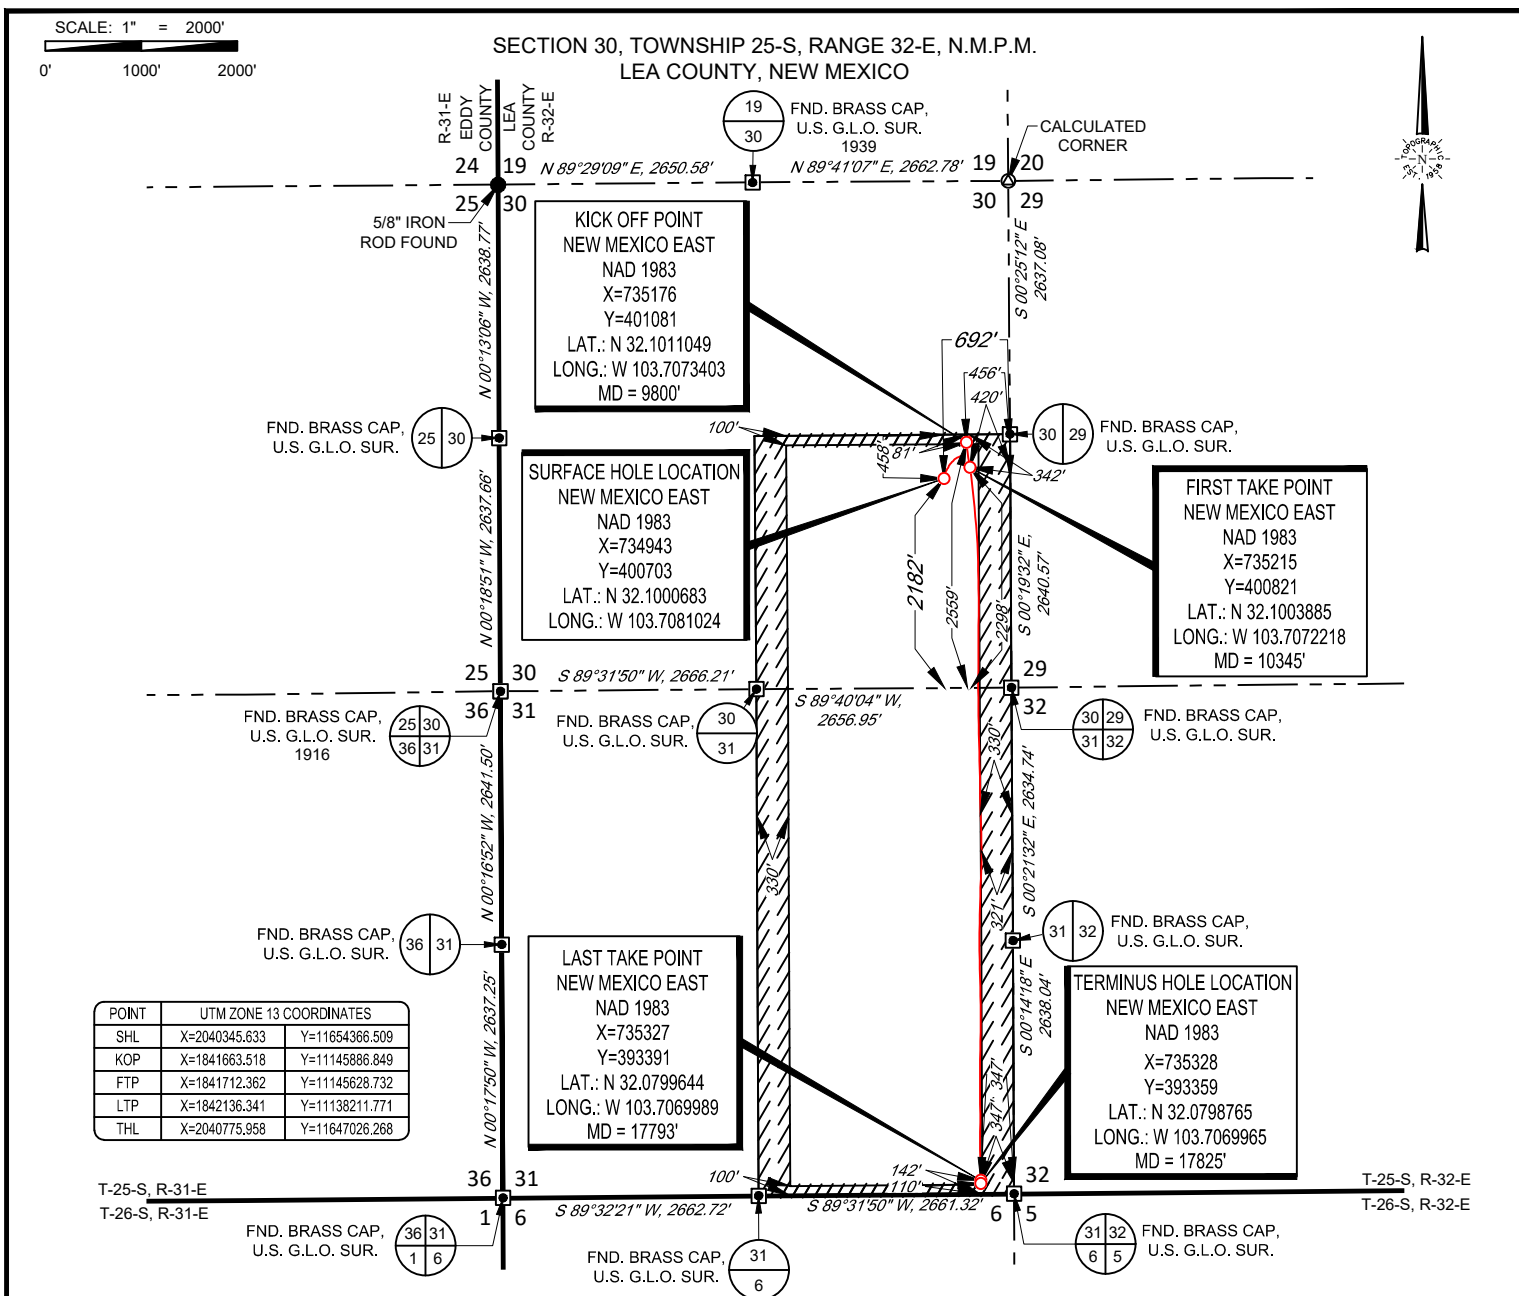 SCALE: 1" = 2000'
0' 1000' 2000'
SECTION 30, TOWNSHIP 25-S, RANGE 32-E, N.M.P.M.
LEA COUNTY, NEW MEXICO
R-31-E
EDDY
COUNTY
LEA
COUNTY
R-32-E
19
30
FND. BRASS CAP,
U.S. G.L.O. SUR.
1939
CALCULATED
CORNER
TOPOGRAPHIC
N
EST. 1958
24 19
N 89°29'09" E, 2650.58'
N 89°41'07" E, 2662.78'
19 20
25 30
30 29
5/8" IRON
ROD FOUND
N 00°13'06" W, 2638.77'
S 00°25'12" E
2637.08'
KICK OFF POINT
NEW MEXICO EAST
NAD 1983
X=735176
Y=401081
LAT.: N 32.1011049
LONG.: W 103.7073403
MD = 9800'
692'
456'
420'
FND. BRASS CAP,
U.S. G.L.O. SUR.
25 30
100'
458'
81'
342'
30 29
FND. BRASS CAP,
U.S. G.L.O. SUR.
SURFACE HOLE LOCATION
NEW MEXICO EAST
NAD 1983
X=734943
Y=400703
LAT.: N 32.1000683
LONG.: W 103.7081024
FIRST TAKE POINT
NEW MEXICO EAST
NAD 1983
X=735215
Y=400821
LAT.: N 32.1003885
LONG.: W 103.7072218
MD = 10345'
N 00°18'51" W, 2637.66'
2182'
2559'
2298'
S 00°19'32" E,
2640.57'
25 30
S 89°31'50" W, 2666.21'
29
36 31
S 89°40'04" W,
2656.95'
32
FND. BRASS CAP,
U.S. G.L.O. SUR.
1916
25 30
36 31
FND. BRASS CAP,
U.S. G.L.O. SUR.
30
31
30 29
31 32
FND. BRASS CAP,
U.S. G.L.O. SUR.
N 00°16'52" W, 2641.50'
330'
330'
321'
S 00°21'32" E, 2634.74'
FND. BRASS CAP,
U.S. G.L.O. SUR.
36 31
31 32
FND. BRASS CAP,
U.S. G.L.O. SUR.
LAST TAKE POINT
NEW MEXICO EAST
NAD 1983
X=735327
Y=393391
LAT.: N 32.0799644
LONG.: W 103.7069989
MD = 17793'
TERMINUS HOLE LOCATION
NEW MEXICO EAST
NAD 1983
X=735328
Y=393359
LAT.: N 32.0798765
LONG.: W 103.7069965
MD = 17825'
S 00°14'18" E
2638.04'
N 00°17'50" W, 2637.25'
POINT UTM ZONE 13 COORDINATES
SHL X=2040345.633 Y=11654366.509
KOP X=1841663.518 Y=11145886.849
FTP X=1841712.362 Y=11145628.732
LTP X=1842136.341 Y=11138211.771
THL X=2040775.958 Y=11647026.268
347'
347'
142'
110'
100'
T-25-S, R-31-E
36 31
32
T-25-S, R-32-E
T-26-S, R-31-E
1 6
S 89°32'21" W, 2662.72'
S 89°31'50" W, 2661.32'
6 5
T-26-S, R-32-E
FND. BRASS CAP,
U.S. G.L.O. SUR.
36 31
1 6
FND. BRASS CAP,
U.S. G.L.O. SUR.
31
6
31 32
6 5
FND. BRASS CAP,
U.S. G.L.O. SUR.